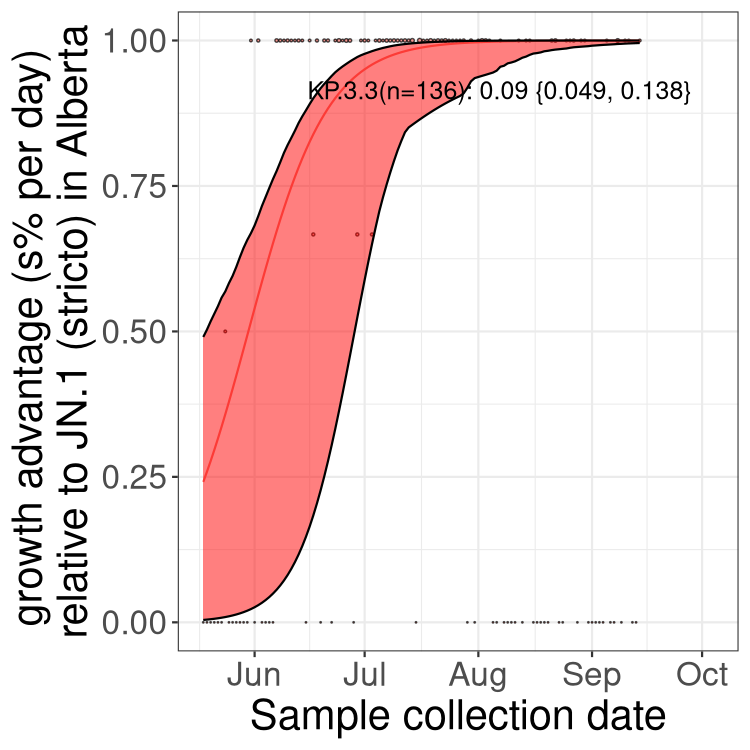 growth advantage (s% per day)
relative to JN.1 (stricto) in Alberta
1.00
0.75
0.50
0.25
0.00
KP.3.3(n=136): 0.09 {0.049, 0.138}
Jun Jul Aug Sep Oct
Sample collection date